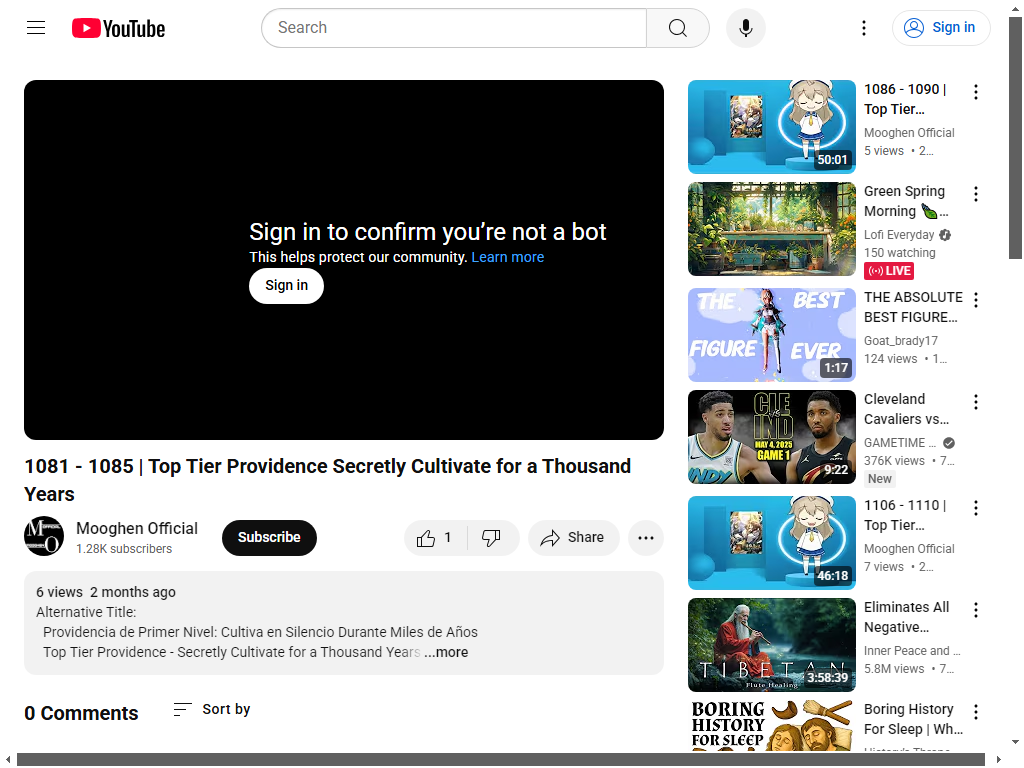 YouTube
Search
Sign in
Sign in to confirm you’re not a bot
This helps protect our community. Learn more
Sign in
1081 - 1085 | Top Tier Providence Secretly Cultivate for a Thousand
Years
Mooghen Official
1.28K subscribers
Subscribe
1
Share
6 views 2 months ago
Alternative Title:
Providencia de Primer Nivel: Cultiva en Silencio Durante Miles de Años
Top Tier Providence - Secretly Cultivate for a Thousand Years ...more
0 Comments
Sort by
50:01
1086 - 1090 |
Top Tier…
Mooghen Official
5 views • 2…
Green Spring
Morning …
Lofi Everyday
150 watching
LIVE
THE BEST
FIGURE EVER
1:17
THE ABSOLUTE
BEST FIGURE…
Goat_brady17
124 views • 1…
CLE
VS
IND
MAY 4, 2025
GAME 1
9:22
Cleveland
Cavaliers vs…
GAMETIME …
376K views • 7…
New
46:18
1106 - 1110 |
Top Tier…
Mooghen Official
7 views • 2…
TIBETAN
Flute Healing
3:58:39
Eliminates All
Negative…
Inner Peace and …
5.8M views • 7…
BORING
HISTORY
FOR SLEEP
Boring History
For Sleep | Wh…